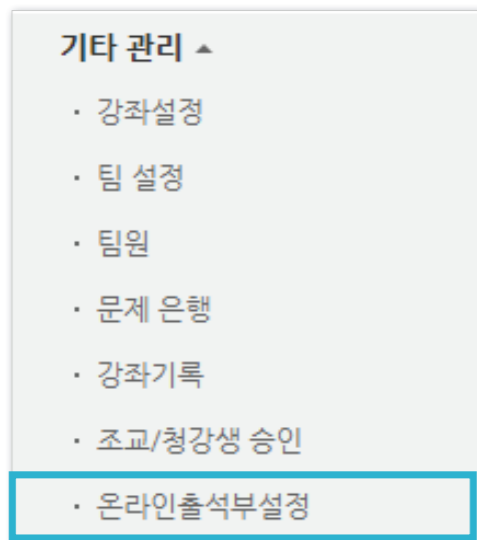 기타 관리 ▲
· 강좌설정
· 팀 설정
· 팀원
· 문제 은행
· 강좌기록
· 조교/청강생 승인
· 온라인출석부설정